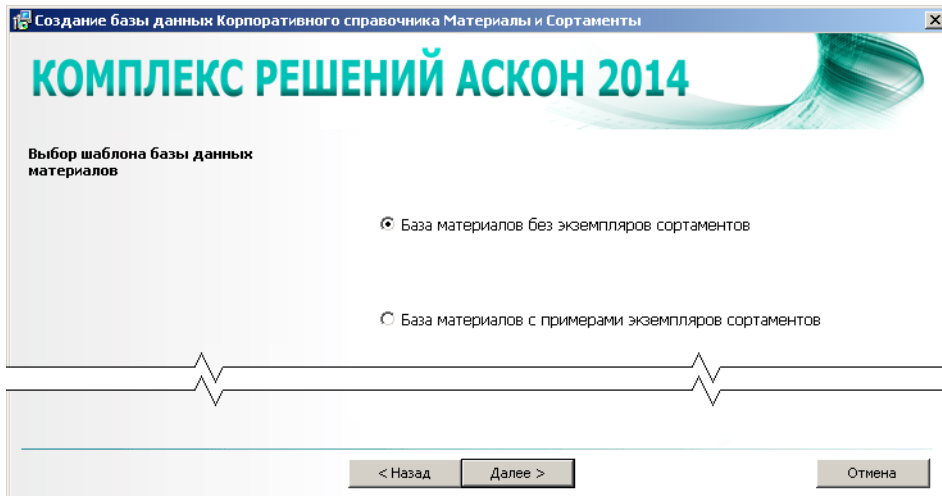 Создание базы данных Корпоративного справочника Материалы и Сортаменты
КОМПЛЕКС РЕШЕНИЙ АСКОН 2014
Выбор шаблона базы данных
материалов
База материалов без экземпляров сортаментов
База материалов с примерами экземпляров сортаментов
< Назад
Далее >
Отмена